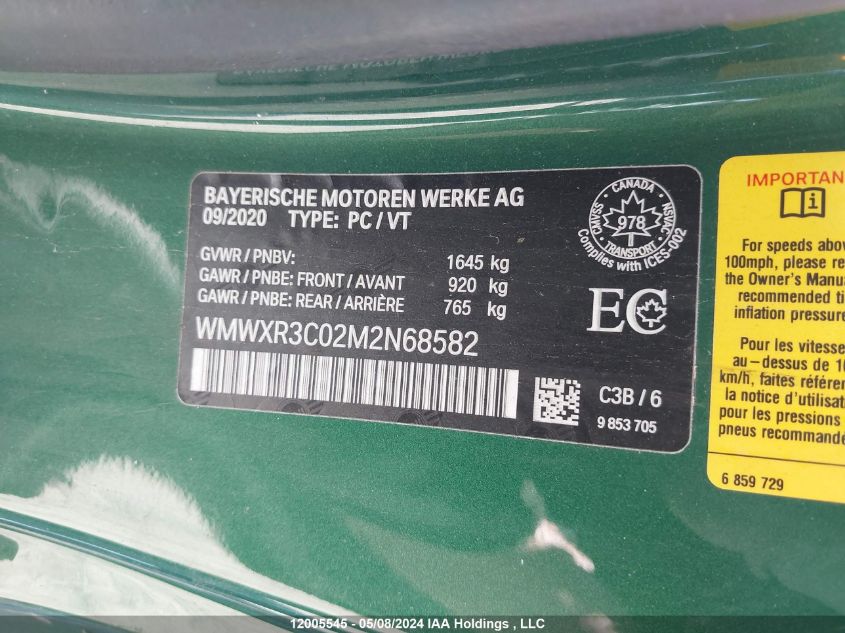 BAYERISCHE MOTOREN WERKE AG
09/2020 TYPE: PC / VT
GVWR / PNBV: 1645 kg
GAWR / PNBE: FRONT / AVANT 920 kg
GAWR / PNBE: REAR / ARRIÈRE 765 kg
WMWXR3C02M2N68582
CANADA
CMVSS
NSVAC
978
TRANSPORT
Complies with ICES-002
EC
C3B / 6
9 853 705
IMPORTAN
For speeds abov
100mph, please re
the Owner's Manu
recommended ti
inflation pressur
Pour les vitesse
au-dessus de 10
km/h, faites référe
la notice d'utilisat
pour les pressions
pneus recommandé
6 859 729
12005545 - 05/08/2024 IAA Holdings , LLC